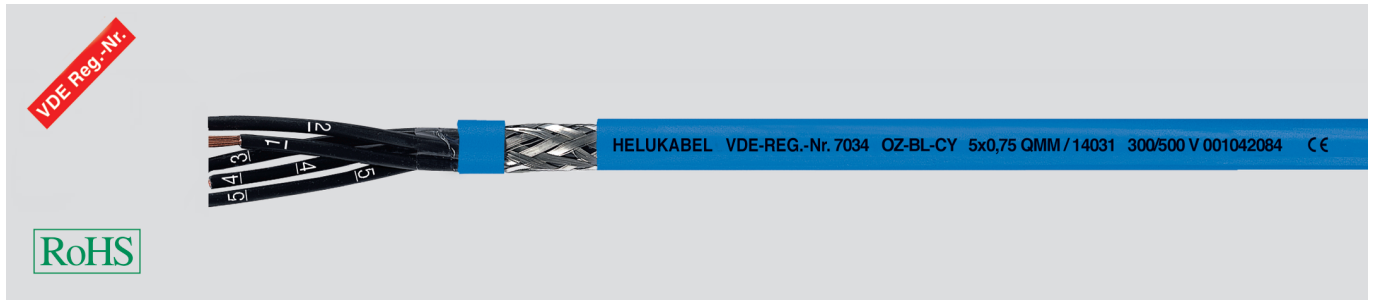 VDE Reg.-Nr.
2
1
3
4
4
5
5
HELUKABEL VDE-REG.-Nr. 7034 OZ-BL-CY 5x0,75 QMM / 14031 300/500 V 001042084 CE
RoHS